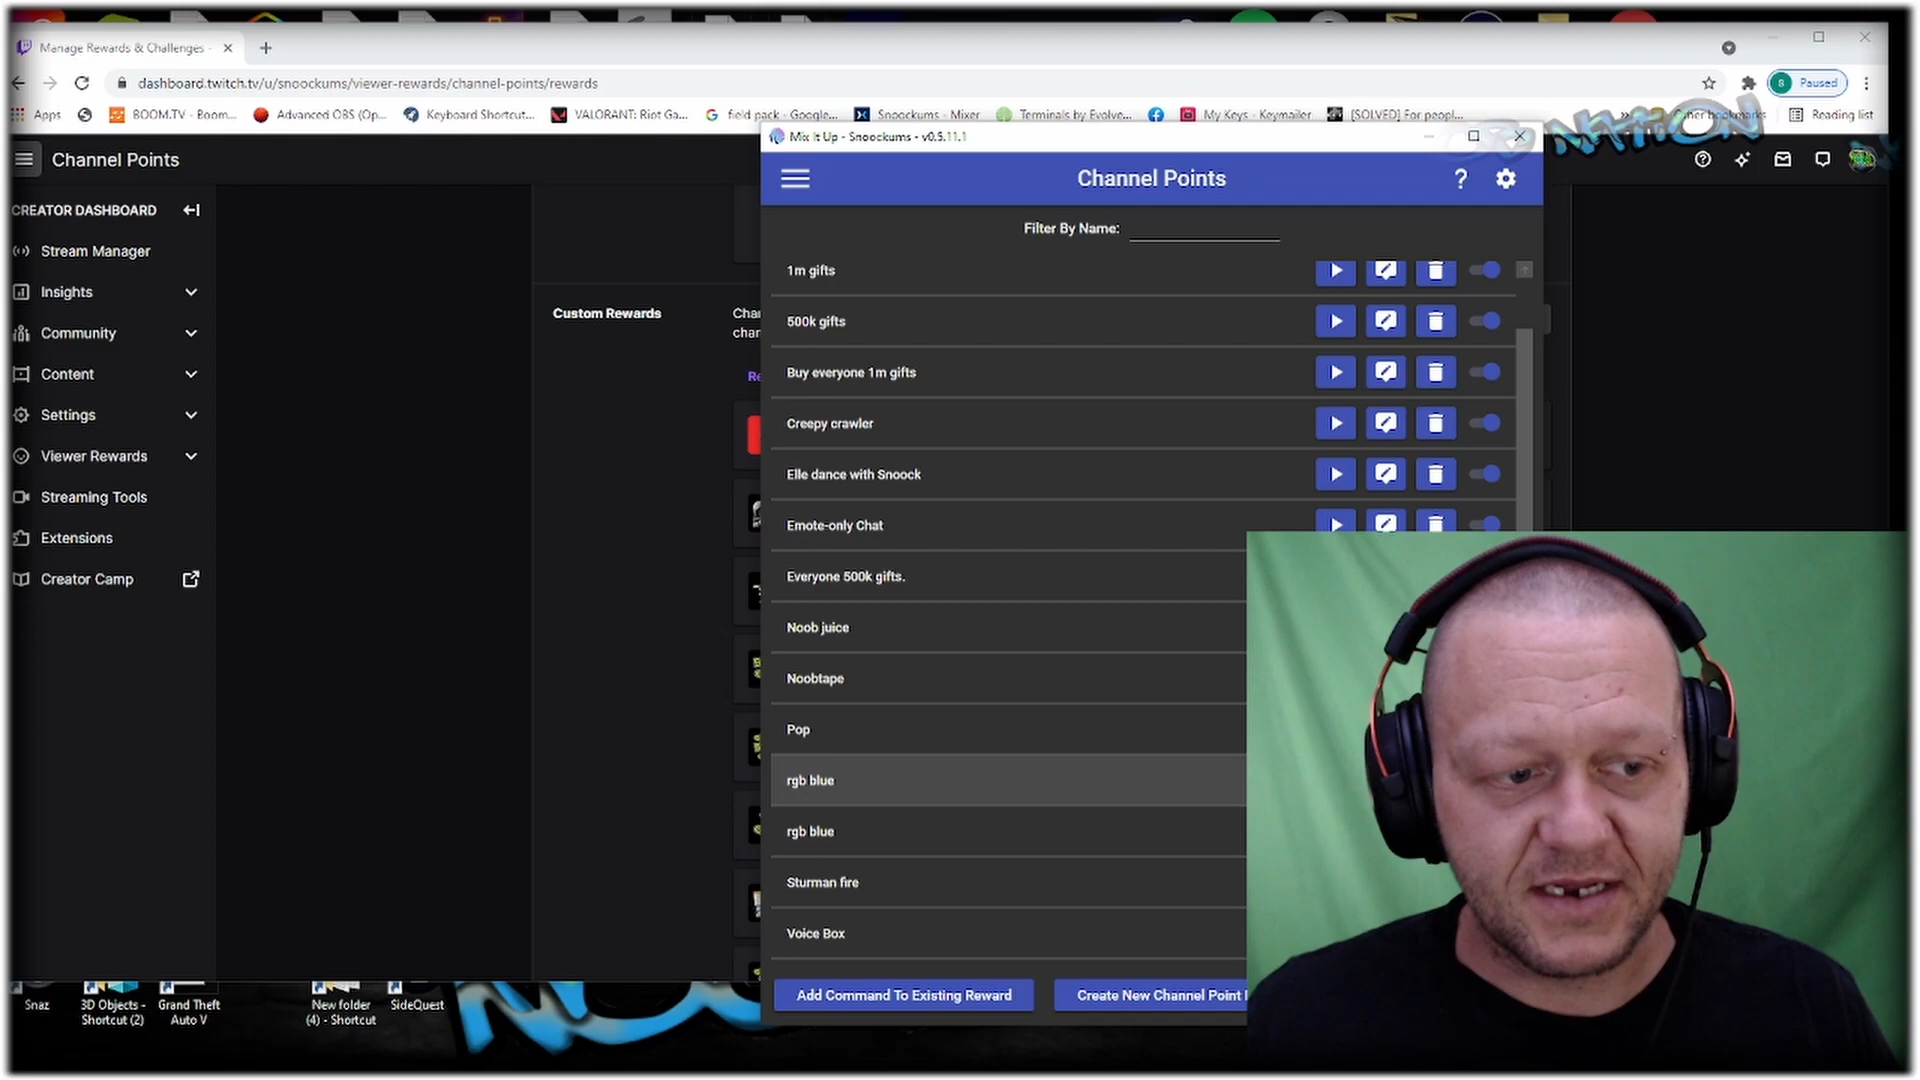 Manage Rewards & Challenges -
dashboard.twitch.tv/u/snoockums/viewer-rewards/channel-points/rewards
S
Paused
Apps
BOOM.TV - Boom...
Advanced OBS (Op...
Keyboard Shortcut...
VALORANT: Riot Ga...
field pack - Google...
Snoockums - Mixer
Terminals by Evolve...
My Keys - Keymailer
[SOLVED] For peopl...
»
Other bookmarks
Reading list
NATION
Channel Points
CREATOR DASHBOARD
Stream Manager
Insights
Community
Content
Settings
Viewer Rewards
Streaming Tools
Extensions
Creator Camp
Custom Rewards
Mix It Up - Snoockums - v0.5.11.1
Channel Points
?
Filter By Name:
1m gifts
500k gifts
Buy everyone 1m gifts
Creepy crawler
Elle dance with Snoock
Emote-only Chat
Everyone 500k gifts.
Noob juice
Noobtape
Pop
rgb blue
rgb blue
Sturman fire
Voice Box
Add Command To Existing Reward
Create New Channel Point
Snaz
3D Objects -
Shortcut (2)
Grand Theft
Auto V
New folder
(4) - Shortcut
SideQuest